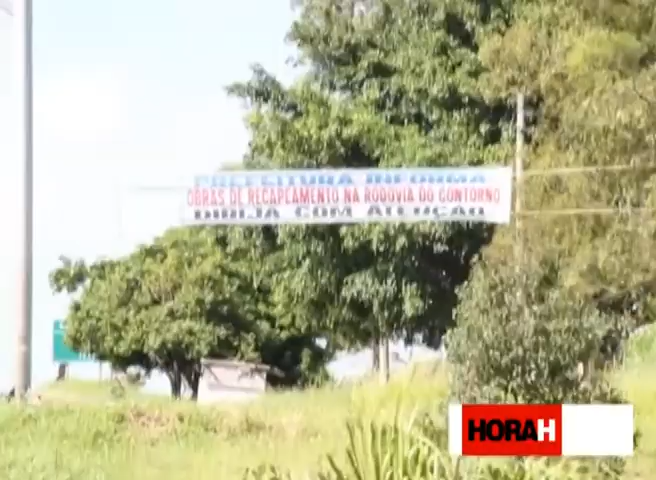 PREFEITURA INFORMA
OBRAS DE RECAPEAMENTO NA RODOVIA DO CONTORNO
DIRIJA COM ATENÇÃO
HORAH